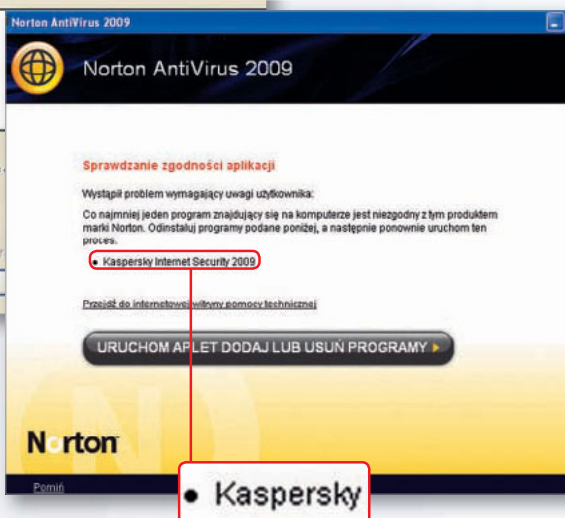 Norton AntiVirus 2009
Norton AntiVirus 2009
Sprawdzanie zgodności aplikacji
Wystąpił problem wymagający uwagi użytkownika:
Co najmniej jeden program znajdujący się na komputerze jest niezgodny z tym produktem
marki Norton. Odinstaluj programy podane poniżej, a następnie ponownie uruchom ten
proces.
• Kaspersky Internet Security 2009
Przejdź do internetowej witryny pomocy technicznej
URUCHOM APLET DODAJ LUB USUŃ PROGRAMY
Norton
Pomiń
• Kaspersky